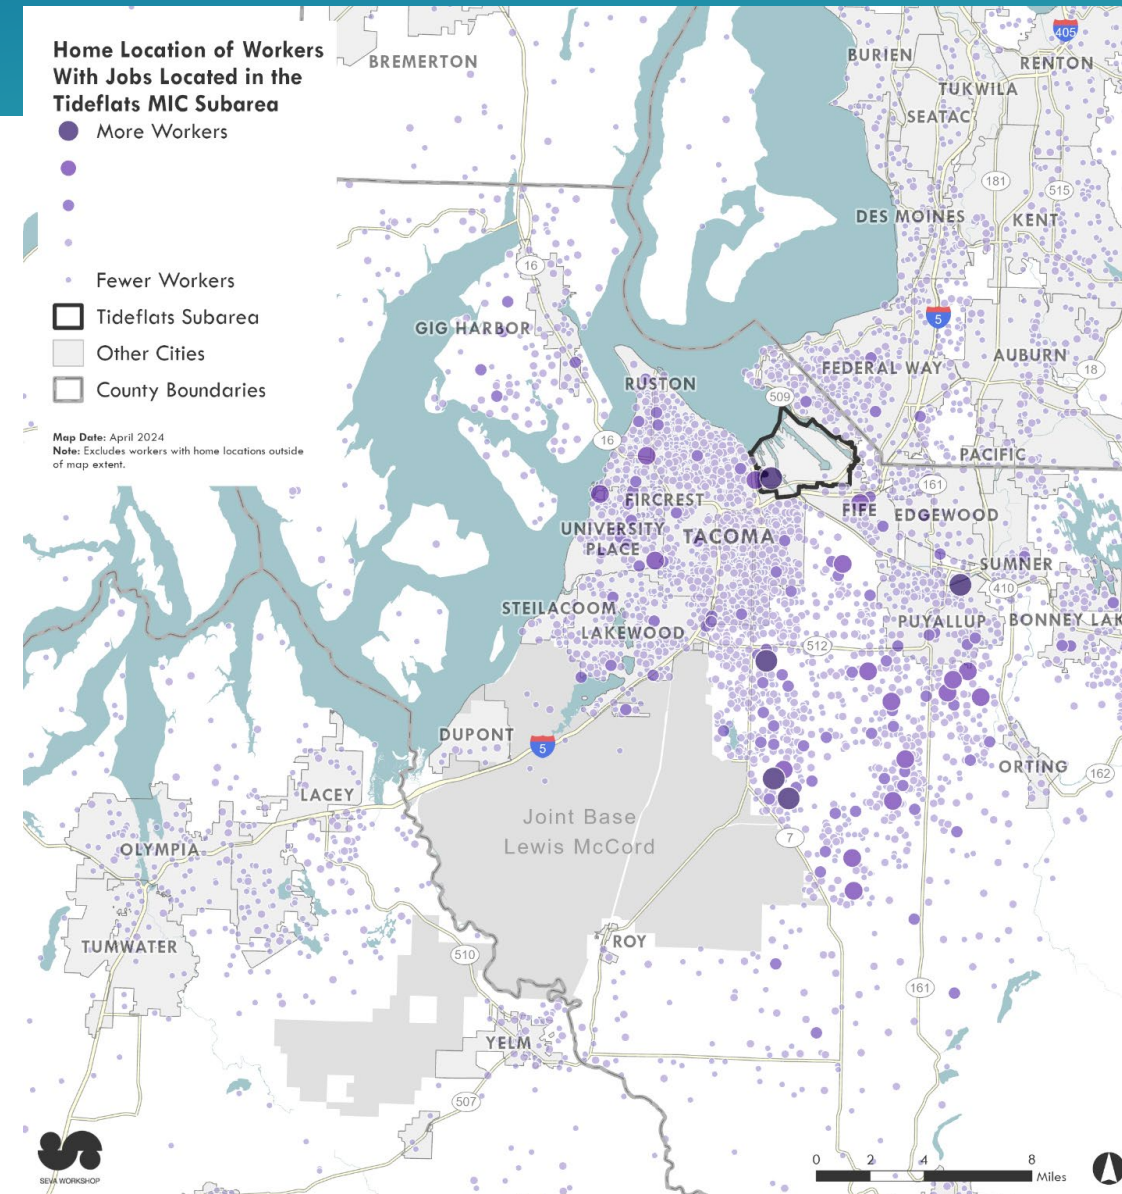 Home Location of Workers
With Jobs Located in the
Tideflats MIC Subarea
More Workers
Fewer Workers
Tideflats Subarea
Other Cities
County Boundaries
Map Date: April 2024
Note: Excludes workers with home locations outside
of map extent.
BREMERTON
BURIEN
405
RENTON
TUKWILA
SEATAC
181
515
DES MOINES
KENT
16
5
GIG HARBOR
AUBURN
FEDERAL WAY
18
RUSTON
509
16
PACIFIC
161
FIRCREST
FIFE
EDGEWOOD
UNIVERSITY
PLACE
TACOMA
SUMNER
410
STEILACOOM
PUYALLUP
BONNEY LAK
LAKEWOOD
512
DUPONT
5
ORTING
162
LACEY
Joint Base
Lewis McCord
7
OLYMPIA
TUMWATER
ROY
510
161
YELM
507
SEVA WORKSHOP
0 2 4 8
Miles